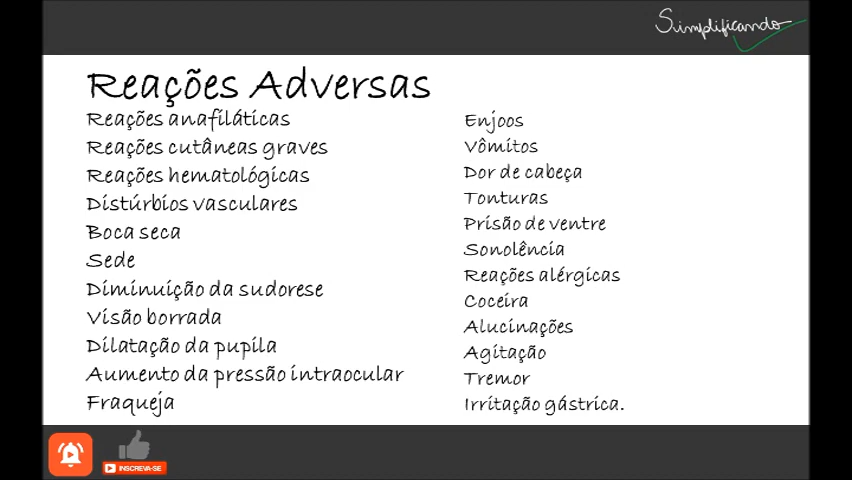 Simplificando
Reações Adversas
Reações anafiláticas
Reações cutâneas graves
Reações hematológicas
Distúrbios vasculares
Boca seca
Sede
Diminuição da sudorese
Visão borrada
Dilatação da pupila
Aumento da pressão intraocular
Fraqueja
Enjoos
Vômitos
Dor de cabeça
Tonturas
Prisão de ventre
Sonolência
Reações alérgicas
Coceira
Alucinações
Agitação
Tremor
Irritação gástrica.
INSCREVA-SE